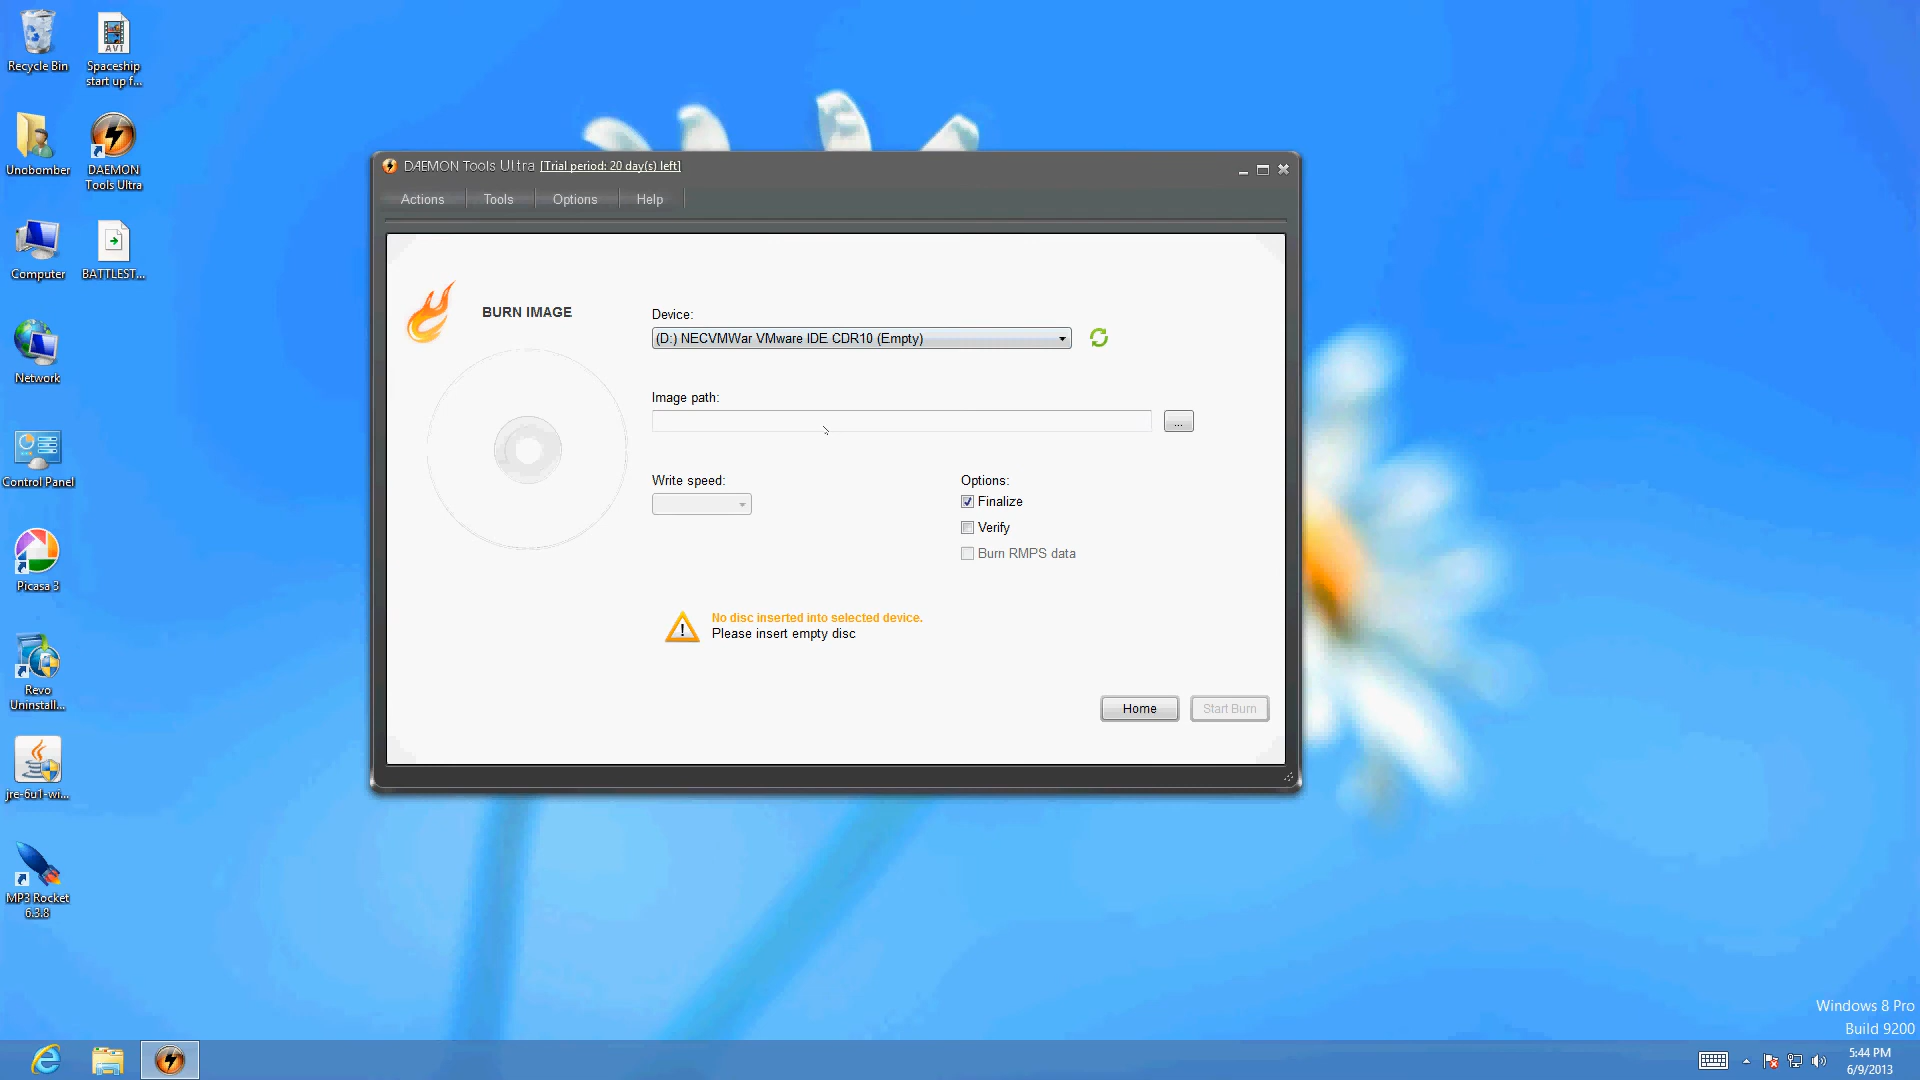 Recycle Bin
Spaceship
start up f...
AVI
Unobomber
DAEMON
Tools Ultra
Computer
BATTLEST...
Network
Control Panel
Picasa 3
Revo
Uninstall...
jre-6u1-wi...
MP3 Rocket
6.3.8
DAEMON Tools Ultra [Trial period: 20 day(s) left]
Actions
Tools
Options
Help
BURN IMAGE
Device:
(D:) NECVMWar VMware IDE CDR10 (Empty)
Image path:
...
Write speed:
Options:
Finalize
Verify
Burn RMPS data
No disc inserted into selected device.
Please insert empty disc
Home
Start Burn
Windows 8 Pro
Build 9200
5:44 PM
6/9/2013